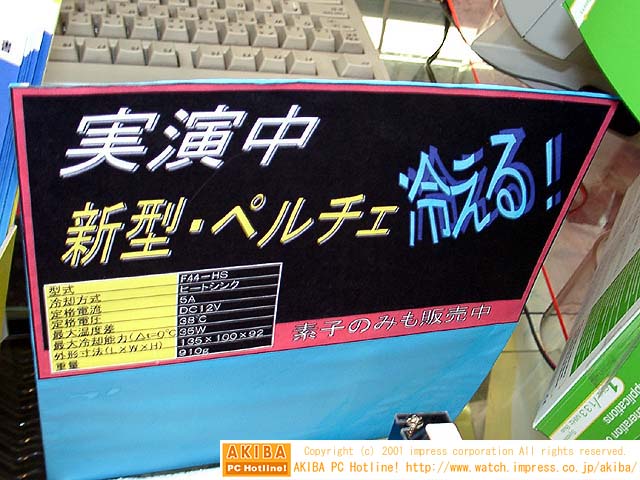 実演中
新型・ペルチェ 冷える!!
型式 F44-HS
冷却方式 ヒートシンク
定格電流 5A
定格電圧 DC12V
最大温度差 38℃
最大冷却能力(Δt=0℃) 35W
外形寸法(L×W×H) 135×100×92
重量 910g
素子のみも販売中
書
AKIBA
PC Hotline!
Copyright (c) 2001 impress corporation All rights reserved.
AKIBA PC Hotline! http://www.watch.impress.co.jp/akiba/